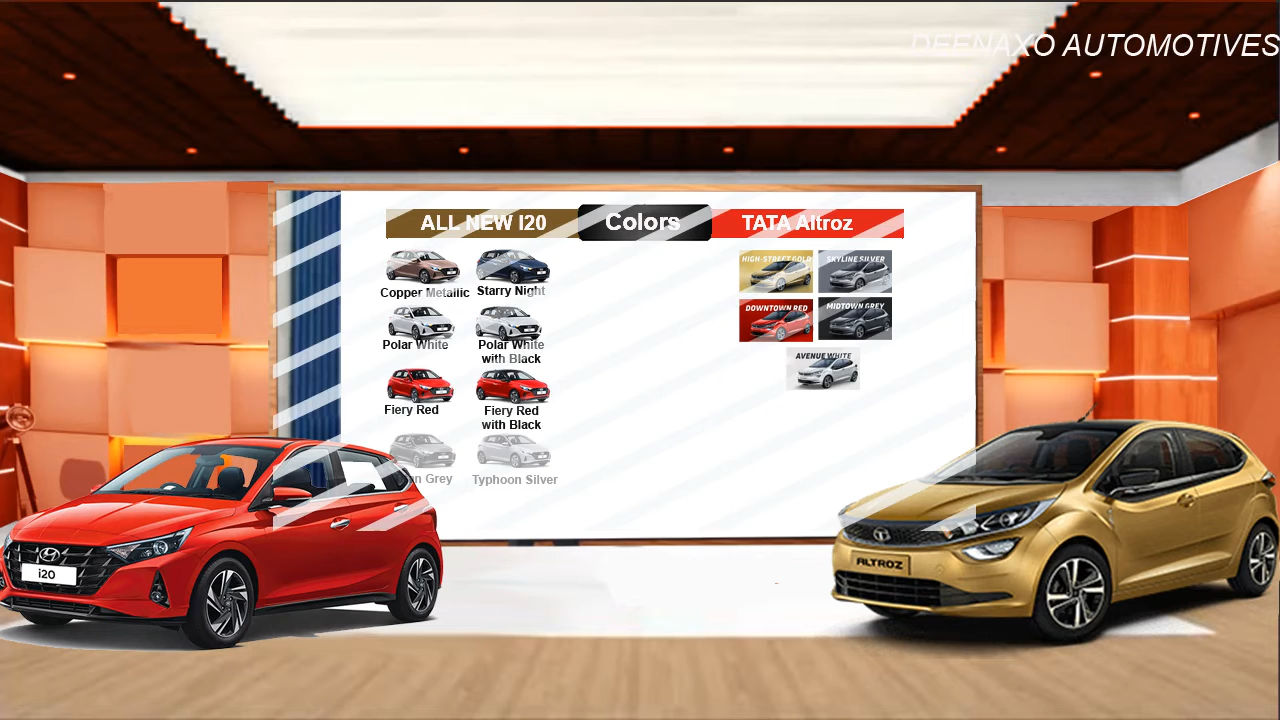 DEENAXO AUTOMOTIVES
ALL NEW I20
Colors
TATA Altroz
Copper Metallic
Starry Night
Polar White
Polar White
with Black
Fiery Red
Fiery Red
with Black
Grey
Typhoon Silver
HIGH-STREET GOLD
SKYLINE SILVER
DOWNTOWN RED
MIDTOWN GREY
AVENUE WHITE
i20
ALTROZ